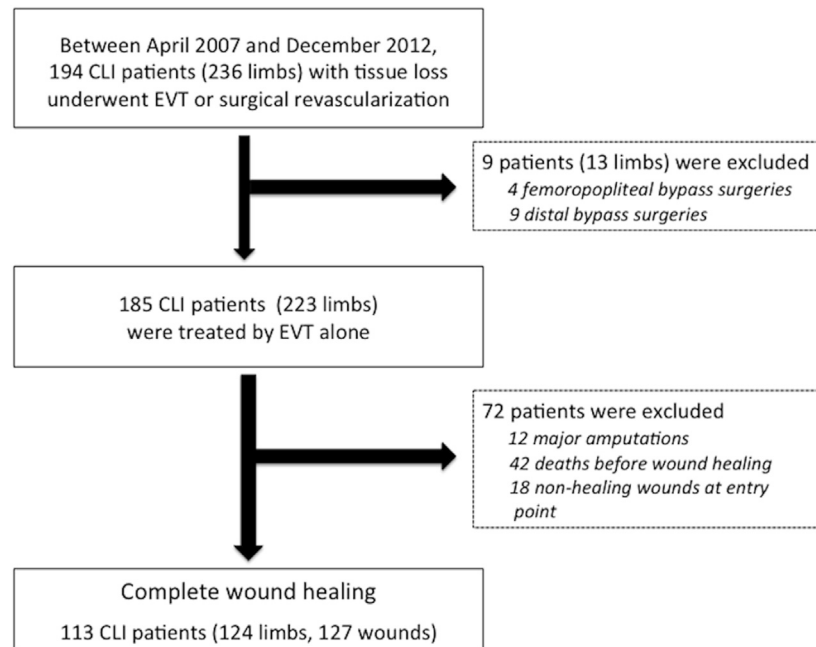 Between April 2007 and December 2012,
194 CLI patients (236 limbs) with tissue loss
underwent EVT or surgical revascularization
9 patients (13 limbs) were excluded
4 femoropopliteal bypass surgeries
9 distal bypass surgeries
185 CLI patients (223 limbs)
were treated by EVT alone
72 patients were excluded
12 major amputations
42 deaths before wound healing
18 non-healing wounds at entry
point
Complete wound healing
113 CLI patients (124 limbs, 127 wounds)